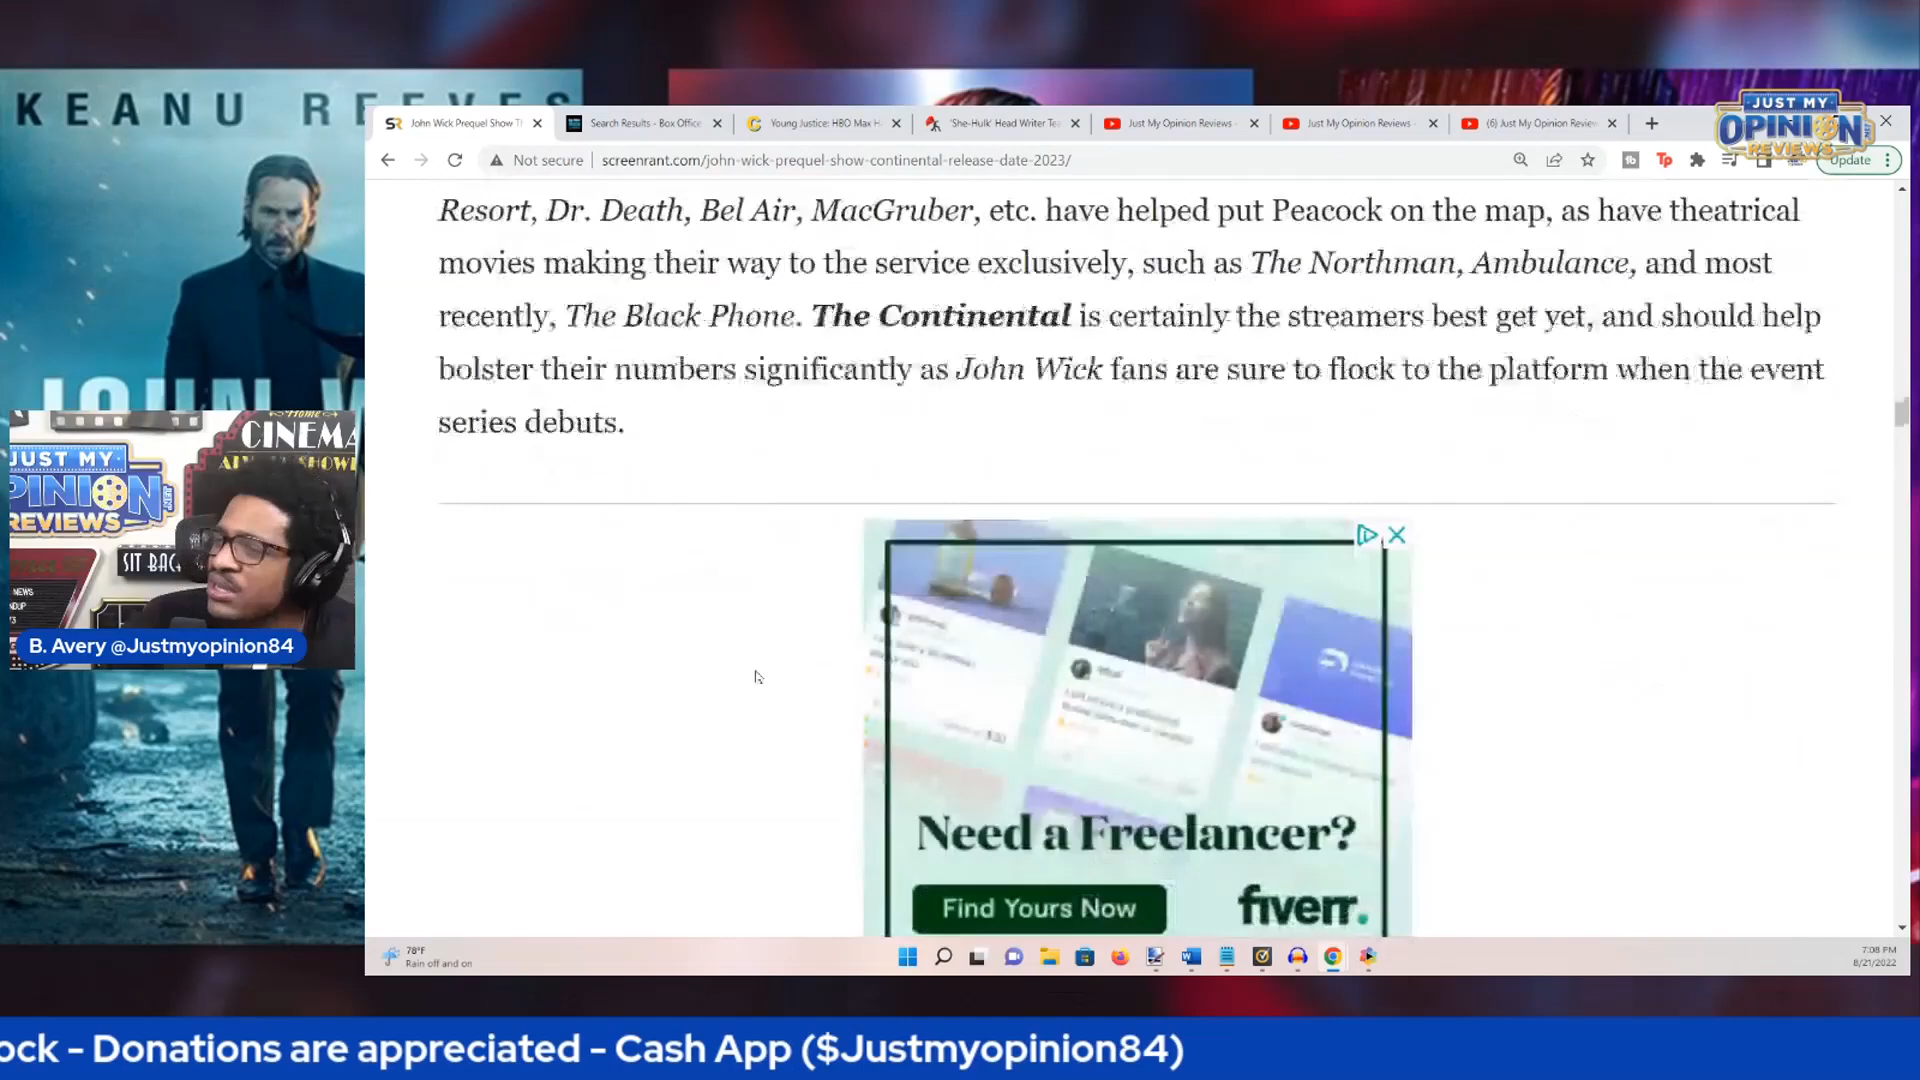 KEANU REEVES
JOHN W
John Wick Prequel Show T
Search Results - Box Office
Young Justice: HBO Max H
'She-Hulk' Head Writer Tea
Just My Opinion Reviews -
Just My Opinion Reviews -
(6) Just My Opinion Review
JUST MY
OPINION
REVIEWS
Not secure
screenrant.com/john-wick-prequel-show-continental-release-date-2023/
Update
Resort, Dr. Death, Bel Air, MacGruber, etc. have helped put Peacock on the map, as have theatrical
movies making their way to the service exclusively, such as The Northman, Ambulance, and most
recently, The Black Phone. The Continental is certainly the streamers best get yet, and should help
bolster their numbers significantly as John Wick fans are sure to flock to the platform when the event
series debuts.
Home
CINEMA
JUST MY
OPINION
REVIEWS
SIT BACK
NEWS
B. Avery @Justmyopinion84
Need a Freelancer?
Find Yours Now
fiverr.
78°F
Rain off and on
7:08 PM
8/21/2022
ock - Donations are appreciated - Cash App ($Justmyopinion84)